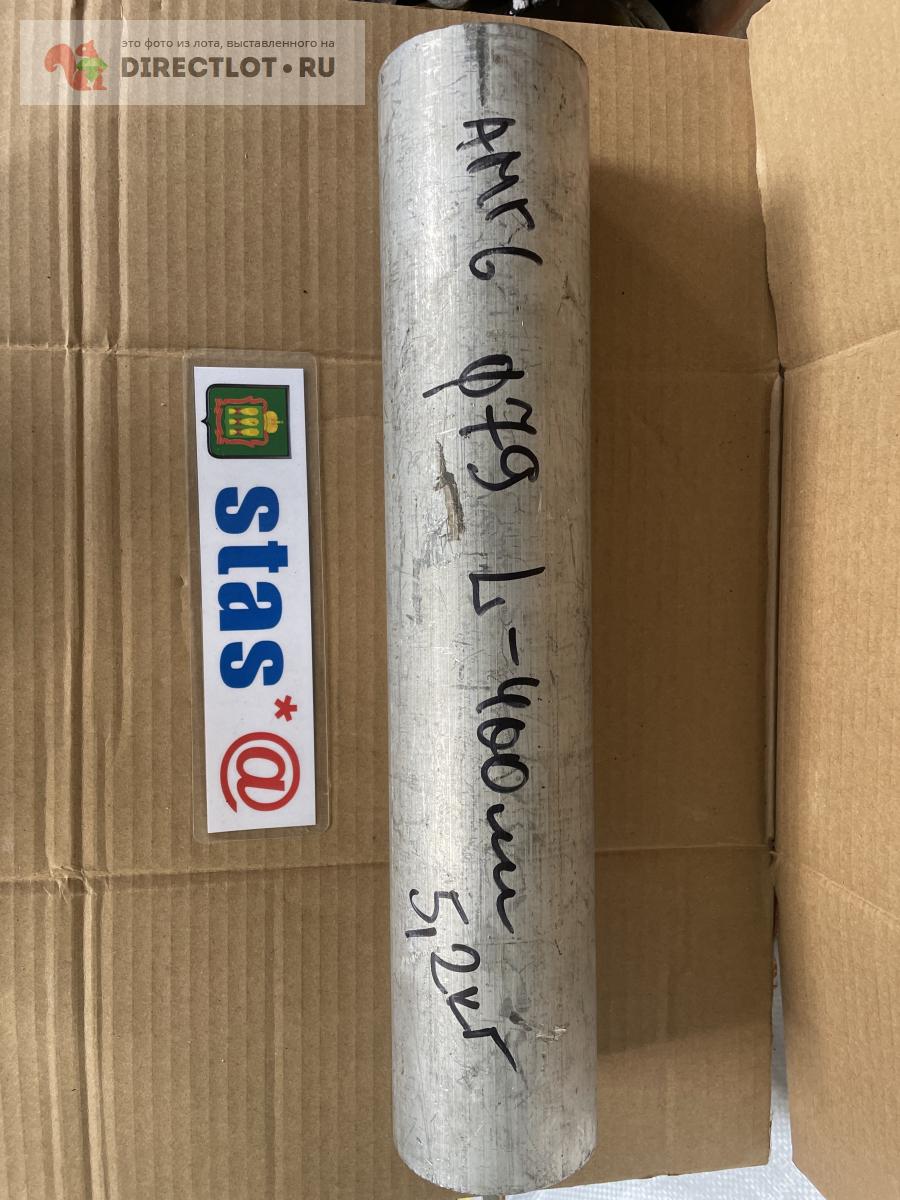 это фото из лота, выставленного на
DIRECTLOT•RU
АМГ6 ф79 L-400мм
5,2кг
stas*@